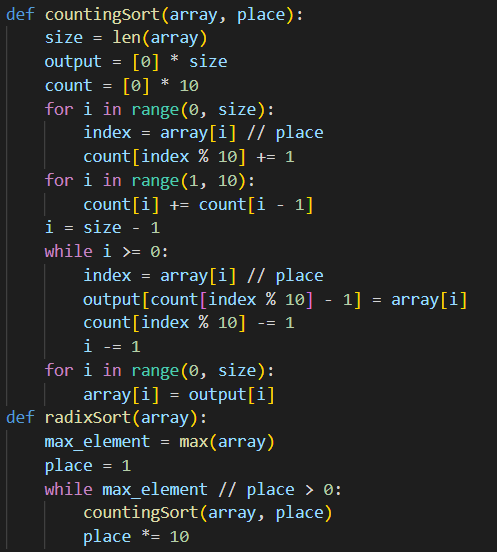 def countingSort(array, place):
    size = len(array)
    output = [0] * size
    count = [0] * 10
    for i in range(0, size):
        index = array[i] // place
        count[index % 10] += 1
    for i in range(1, 10):
        count[i] += count[i - 1]
    i = size - 1
    while i >= 0:
        index = array[i] // place
        output[count[index % 10] - 1] = array[i]
        count[index % 10] -= 1
        i -= 1
    for i in range(0, size):
        array[i] = output[i]
def radixSort(array):
    max_element = max(array)
    place = 1
    while max_element // place > 0:
        countingSort(array, place)
        place *= 10